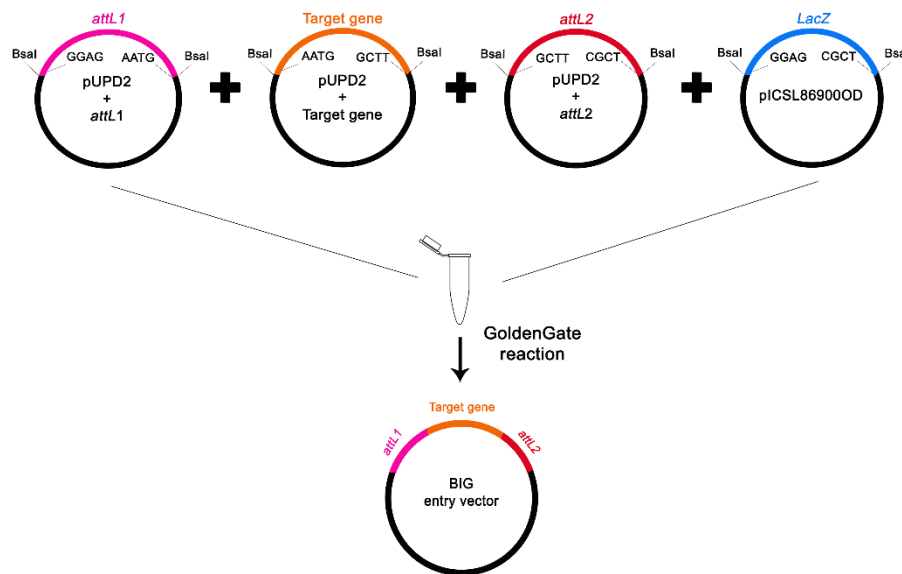 attL1
BsaI
GGAG
AATG
BsaI
pUPD2
+
attL1
Target gene
BsaI
AATG
GCTT
BsaI
pUPD2
+
Target gene
attL2
BsaI
GCTT
CGCT
BsaI
pUPD2
+
attL2
LacZ
BsaI
GGAG
CGCT
BsaI
pICSL86900OD
GoldenGate
reaction
Target gene
attL1
attL2
BIG
entry vector